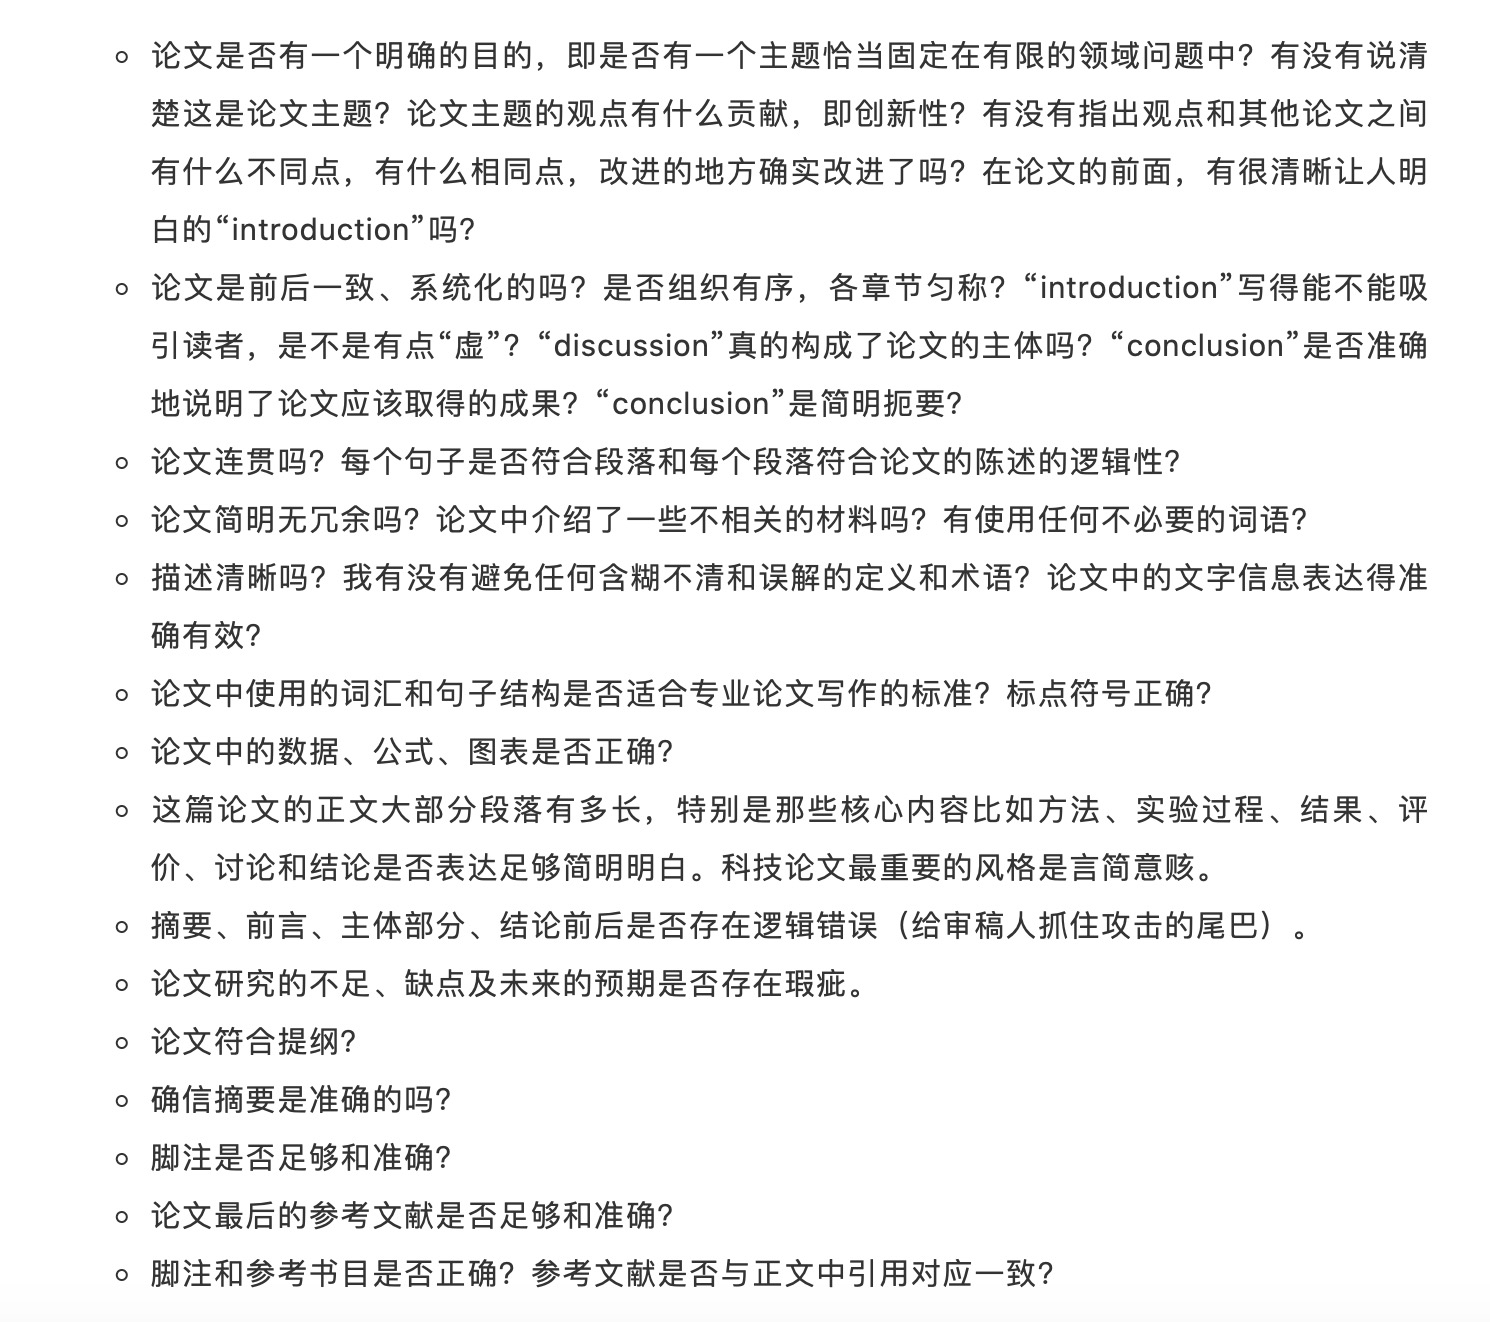 论文是否有一个明确的目的，即是否有一个主题恰当固定在有限的领域问题中？有没有说清
楚这是论文主题？论文主题的观点有什么贡献，即创新性？有没有指出观点和其他论文之间
有什么不同点，有什么相同点，改进的地方确实改进了吗？在论文的前面，有很清晰让人明
白的“introduction”吗？
论文是前后一致、系统化的吗？是否组织有序，各章节匀称？“introduction”写得能不能吸
引读者，是不是有点“虚”？“discussion”真的构成了论文的主体吗？“conclusion”是否准确
地说明了论文应该取得的成果？“conclusion”是简明扼要？
论文连贯吗？每个句子是否符合段落和每个段落符合论文的陈述的逻辑性？
论文简明无冗余吗？论文中介绍了一些不相关的材料吗？有使用任何不必要的词语？
描述清晰吗？我有没有避免任何含糊不清和误解的定义和术语？论文中的文字信息表达得准
确有效？
论文中使用的词汇和句子结构是否适合专业论文写作的标准？标点符号正确？
论文中的数据、公式、图表是否正确？
这篇论文的正文大部分段落有多长，特别是那些核心内容比如方法、实验过程、结果、评
价、讨论和结论是否表达足够简明明白。科技论文最重要的风格是言简意赅。
摘要、前言、主体部分、结论前后是否存在逻辑错误（给审稿人抓住攻击的尾巴）。
论文研究的不足、缺点及未来的预期是否存在瑕疵。
论文符合提纲？
确信摘要是准确的吗？
脚注是否足够和准确？
论文最后的参考文献是否足够和准确？
脚注和参考书目是否正确？参考文献是否与正文中引用对应一致？